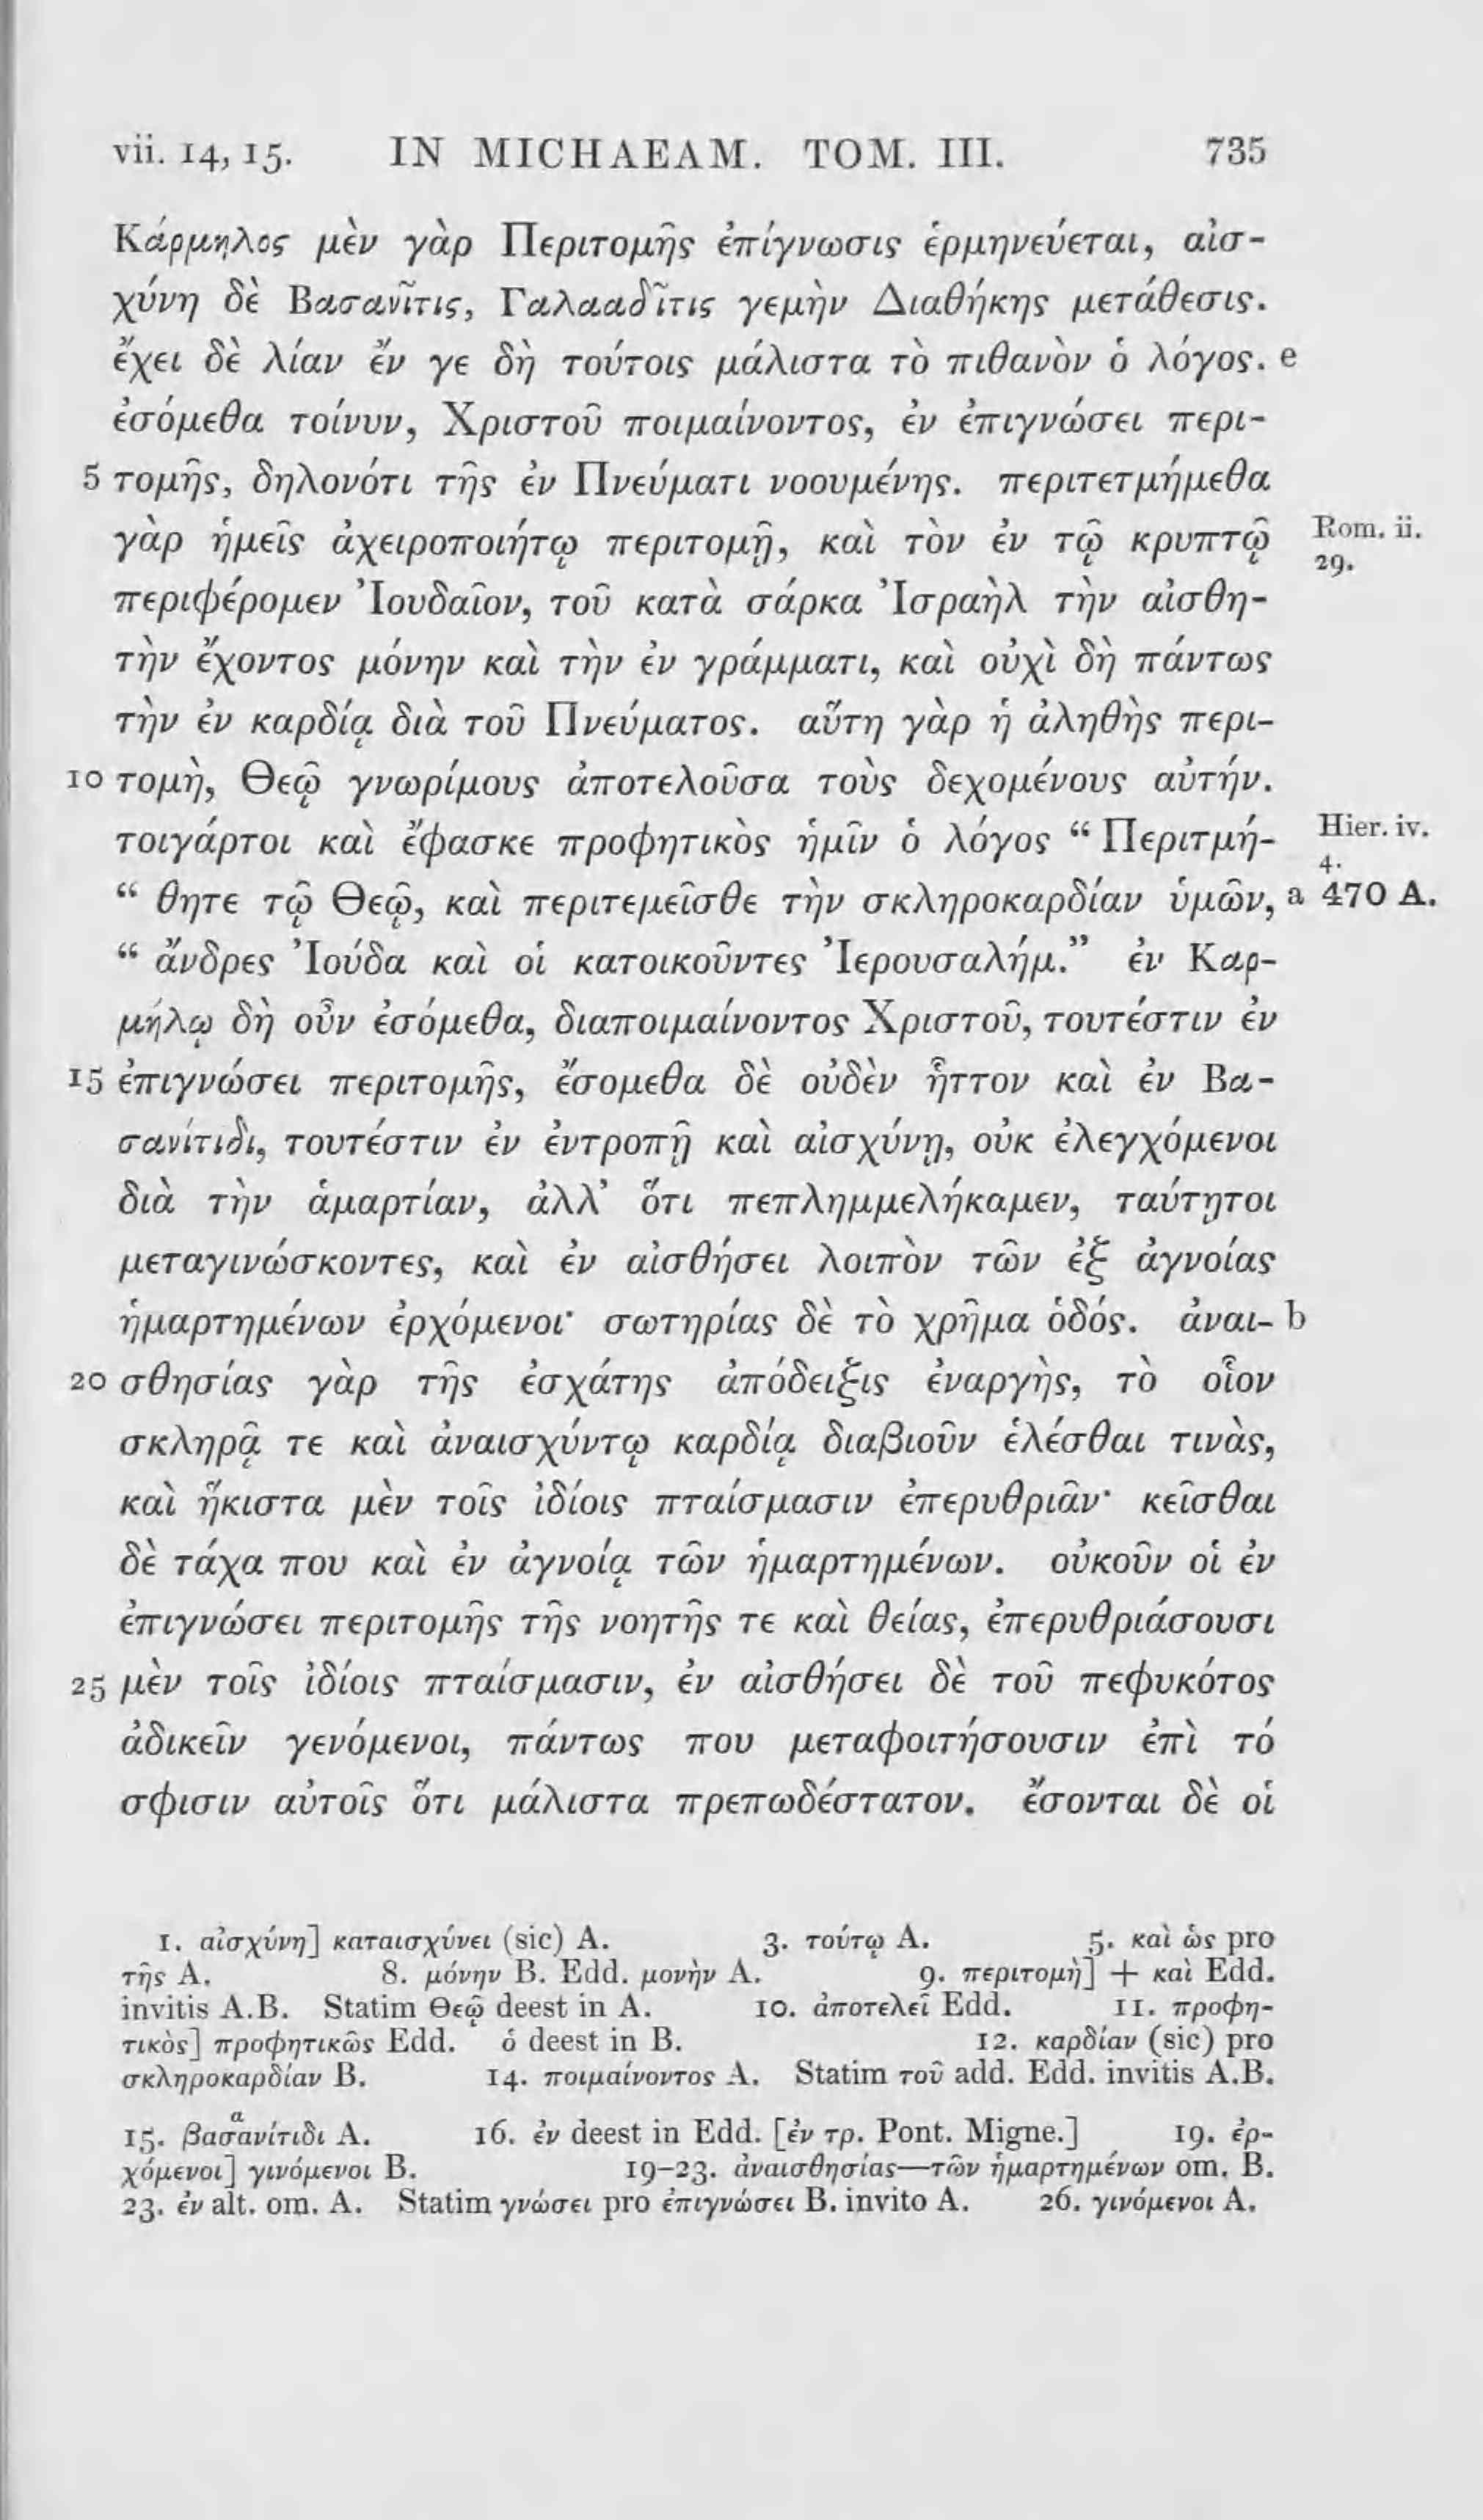 vii. 14, 15. IN MICHAEAM. TOM. III. 735
Κάρμηλος μὲν γὰρ Περιτομῆς ἐπίγνωσις ἑρμηνεύεται, αἰσ-
χύνη δὲ Βασανῖτις, Γαλααδῖτις γεμὴν Διαθήκης μετάθεσις.
ἔχει δὲ λίαν ἔν γε δὴ τούτοις μάλιστα τὸ πιθανὸν ὁ λόγος. e
ἐσόμεθα τοίνυν, Χριστοῦ ποιμαίνοντος, ἐν ἐπιγνώσει περι-
5 τομῆς, δηλονότι τῆς ἐν Πνεύματι νοουμένης. περιτετμήμεθα
γὰρ ἡμεῖς ἀχειροποιήτῳ περιτομῇ, καὶ τὸν ἐν τῷ κρυπτῷ Rom. ii.
29.
περιφέρομεν Ἰουδαῖον, τοῦ κατὰ σάρκα Ἰσραὴλ τὴν αἰσθη-
τὴν ἔχοντος μόνην καὶ τὴν ἐν γράμματι, καὶ οὐχὶ δὴ πάντως
τὴν ἐν καρδίᾳ διὰ τοῦ Πνεύματος. αὕτη γὰρ ἡ ἀληθὴς περι-
10 τομὴ, Θεῷ γνωρίμους ἀποτελοῦσα τοὺς δεχομένους αὐτήν.
τοιγάρτοι καὶ ἔφασκε προφητικὸς ἡμῖν ὁ λόγος “ Περιτμή- Hier. iv.
4.
“ θητε τῷ Θεῷ, καὶ περιτεμεῖσθε τὴν σκληροκαρδίαν ὑμῶν, a 470 A.
“ ἄνδρες Ἰούδα καὶ οἱ κατοικοῦντες Ἱερουσαλήμ.” ἐν Καρ-
μήλῳ δὴ οὖν ἐσόμεθα, διαποιμαίνοντος Χριστοῦ, τουτέστιν ἐν
15 ἐπιγνώσει περιτομῆς, ἔσομεθα δὲ οὐδὲν ἧττον καὶ ἐν Βα-
σανίτιδι, τουτέστιν ἐν ἐντροπῇ καὶ αἰσχύνῃ, οὐκ ἐλεγχόμενοι
διὰ τὴν ἁμαρτίαν, ἀλλ’ ὅτι πεπλημμελήκαμεν, ταύτῃτοι
μεταγινώσκοντες, καὶ ἐν αἰσθήσει λοιπὸν τῶν ἐξ ἀγνοίας
ἡμαρτημένων ἐρχόμενοι· σωτηρίας δὲ τὸ χρῆμα ὁδός. ἀναι- b
20 σθησίας γὰρ τῆς ἐσχάτης ἀπόδειξις ἐναργὴς, τὸ οἷον
σκληρᾷ τε καὶ ἀναισχύντῳ καρδίᾳ διαβιοῦν ἑλέσθαι τινὰς,
καὶ ἥκιστα μὲν τοῖς ἰδίοις πταίσμασιν ἐπερυθριᾶν· κεῖσθαι
δὲ τάχα που καὶ ἐν ἀγνοίᾳ τῶν ἡμαρτημένων. οὐκοῦν οἱ ἐν
ἐπιγνώσει περιτομῆς τῆς νοητῆς τε καὶ θείας, ἐπερυθριάσουσι
25 μὲν τοῖς ἰδίοις πταίσμασιν, ἐν αἰσθήσει δὲ τοῦ πεφυκότος
ἀδικεῖν γενόμενοι, πάντως που μεταφοιτήσουσιν ἐπὶ τό
σφισιν αὐτοῖς ὅτι μάλιστα πρεπωδέστατον. ἔσονται δὲ οἱ
1. αἰσχύνη] καταισχύνει (sic) A. 3. τούτῳ A. 5. καὶ ὡς pro
τῆς A. 8. μόνην B. Edd. μονὴν A. 9. περιτομὴ] + καὶ Edd.
invitis A.B. Statim Θεῷ deest in A. 10. ἀποτελεῖ Edd. 11. προφη-
τικὸς] προφητικῶς Edd. ὁ deest in B. 12. καρδίαν (sic) pro
σκληροκαρδίαν B. 14. ποιμαίνοντος A. Statim τοῦ add. Edd. invitis A.B.
15. βασανίτιδι A. 16. ἐν deest in Edd. [ἐν τρ. Pont. Migne.] 19. ἐρ-
χόμενοι] γινόμενοι B. 19-23. ἀναισθησίας—τῶν ἡμαρτημένων om. B.
23. ἐν alt. om. A. Statim γνώσει pro ἐπιγνώσει B. invito A. 26. γινόμενοι A.